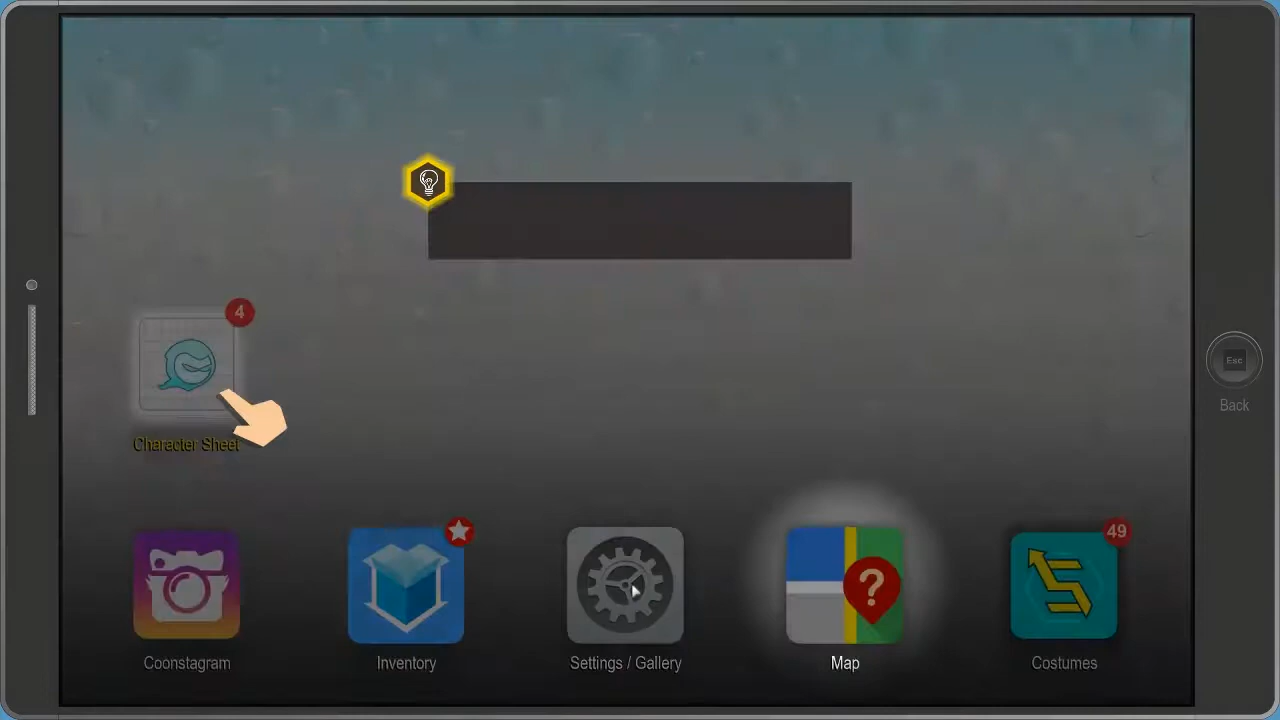 4
Character Sheet
Esc
Back
49
?
Coonstagram
Inventory
Settings / Gallery
Map
Costumes